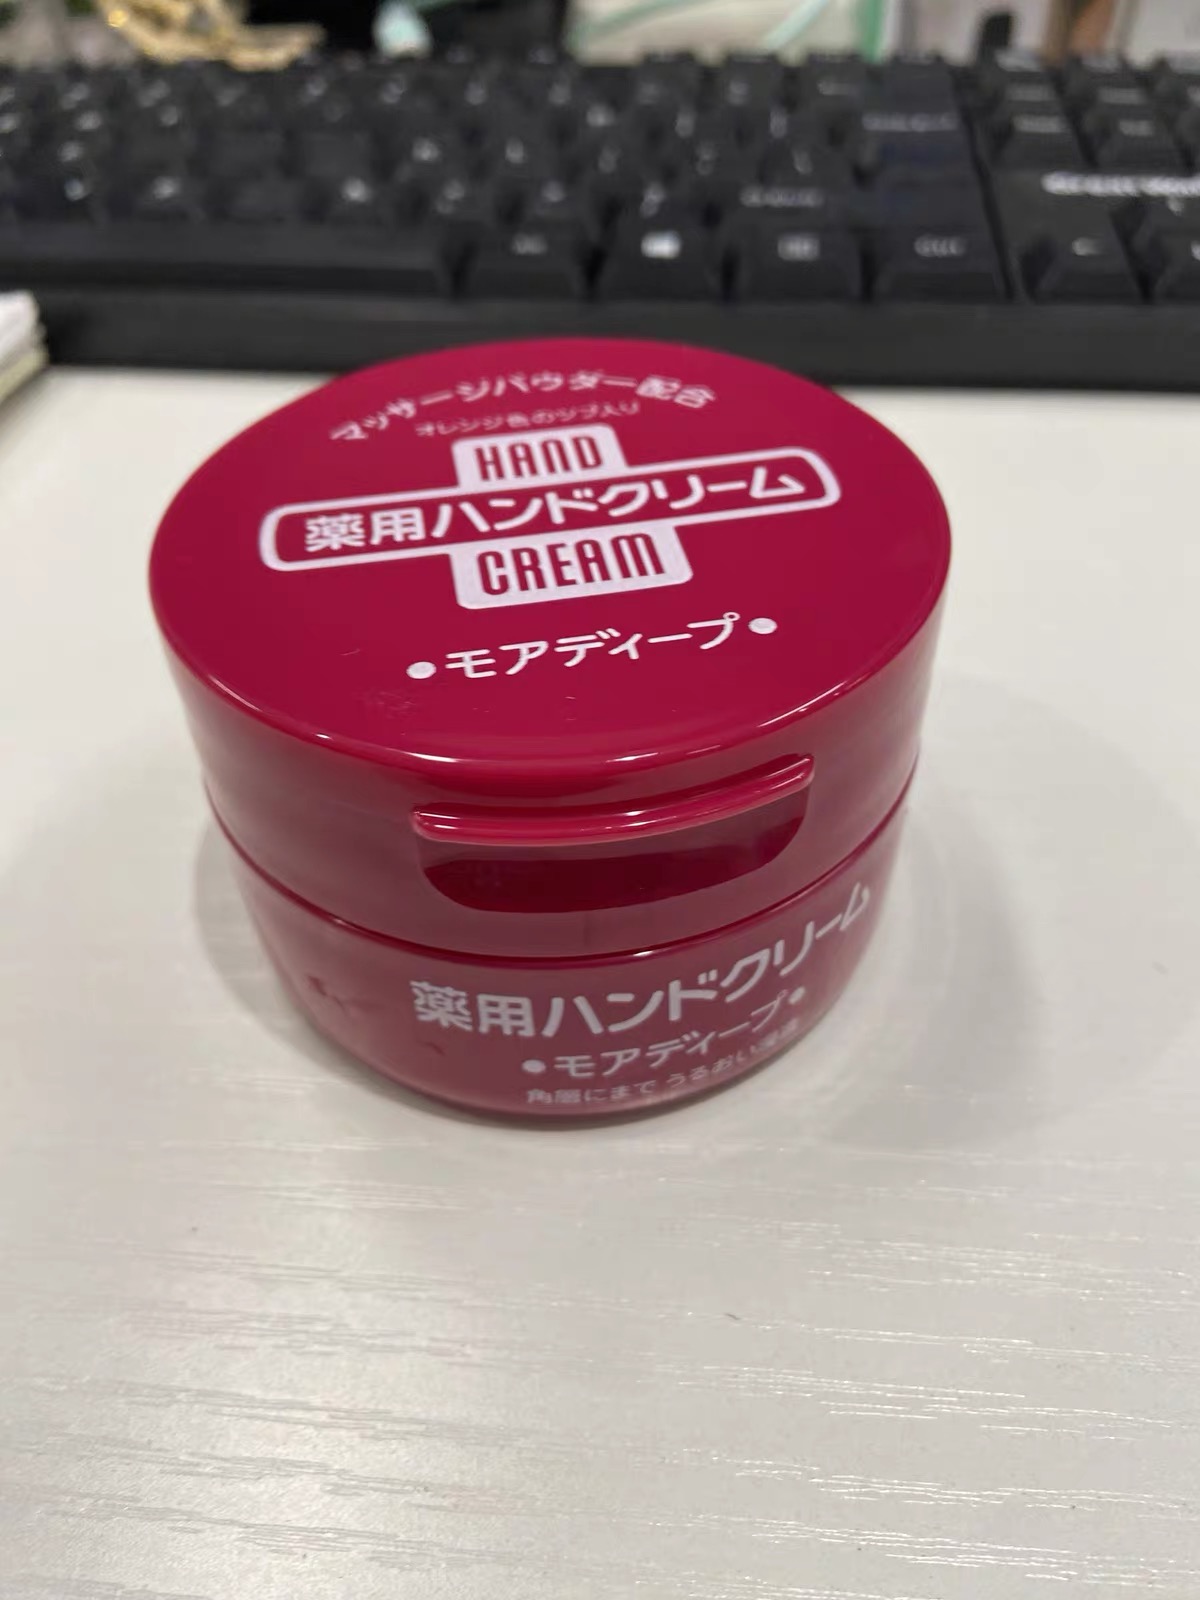 マッサージパウダー配合
オレンジ色のツブ入り
HAND
薬用ハンドクリーム
CREAM
•モアディープ•
薬用ハンドクリーム
•モアディープ•
角層にまで うるおい浸透